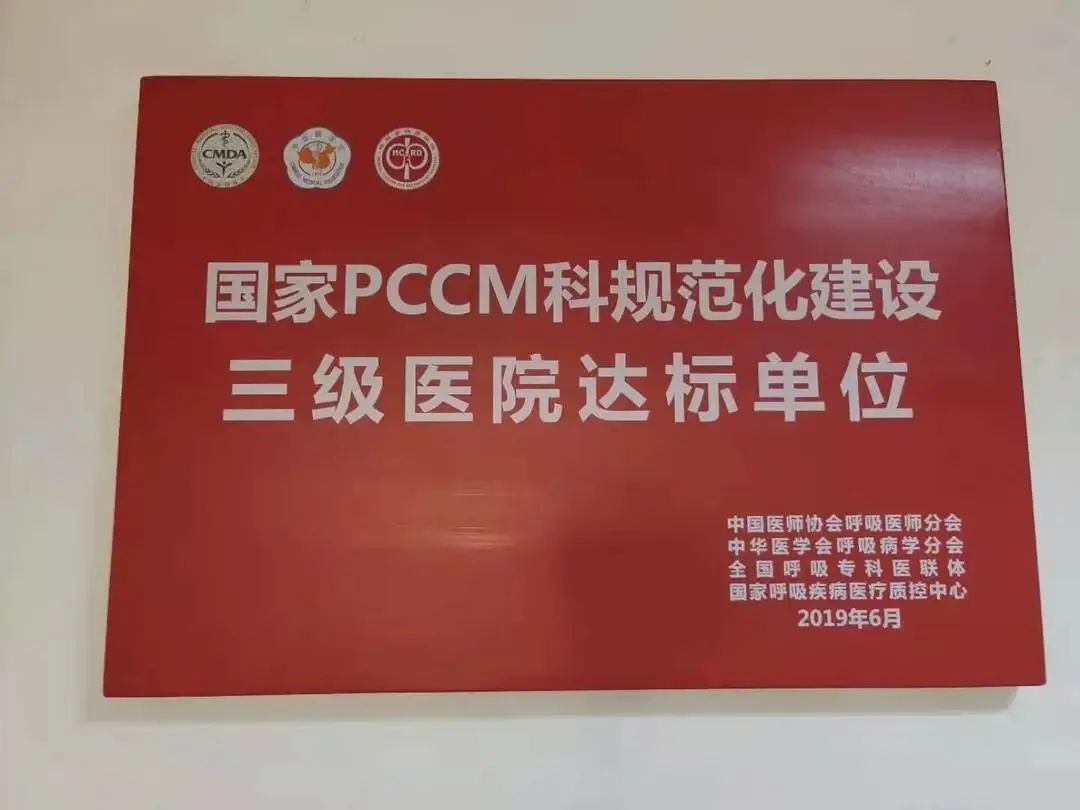 CMDA
MCRD
国家PCCM科规范化建设
三级医院达标单位
中国医师协会呼吸医师分会
中华医学会呼吸病学分会
全国呼吸专科医联体
国家呼吸疾病医疗质控中心
2019年6月